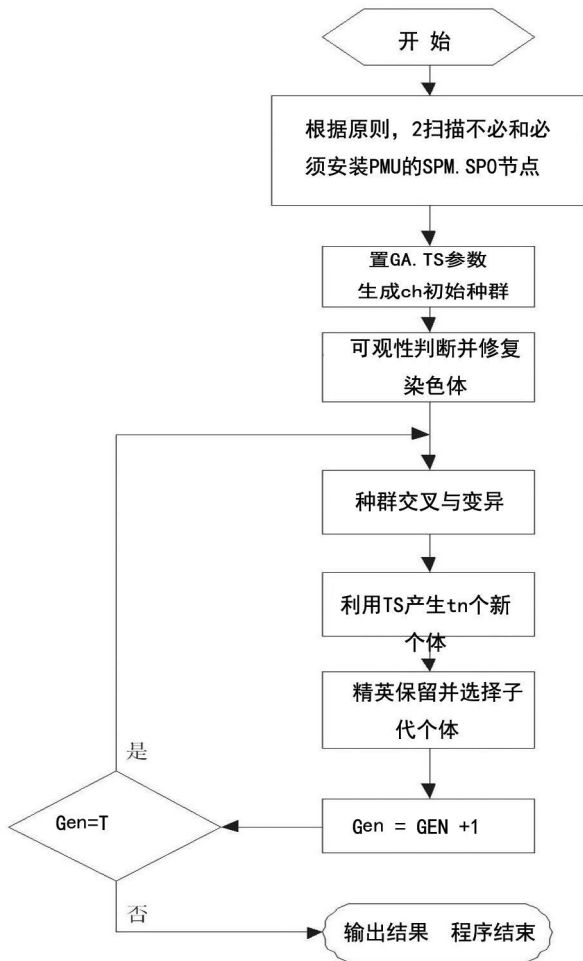 开 始
根据原则，2扫描不必和必
须安装PMU的SPM.SPO节点
置GA.TS参数
生成ch初始种群
可观性判断并修复
染色体
种群交叉与变异
利用TS产生tn个新
个体
精英保留并选择子
代个体
是
Gen=T
Gen = GEN +1
否
输出结果 程序结束